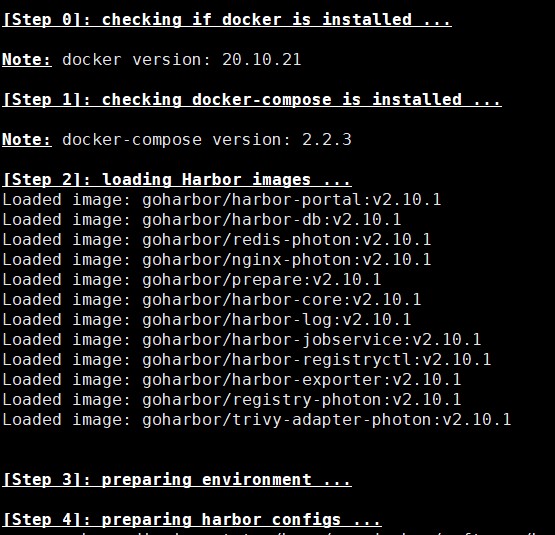 [Step 0]: checking if docker is installed ...
Note: docker version: 20.10.21
[Step 1]: checking docker-compose is installed ...
Note: docker-compose version: 2.2.3
[Step 2]: loading Harbor images ...
Loaded image: goharbor/harbor-portal:v2.10.1
Loaded image: goharbor/harbor-db:v2.10.1
Loaded image: goharbor/redis-photon:v2.10.1
Loaded image: goharbor/nginx-photon:v2.10.1
Loaded image: goharbor/prepare:v2.10.1
Loaded image: goharbor/harbor-core:v2.10.1
Loaded image: goharbor/harbor-log:v2.10.1
Loaded image: goharbor/harbor-jobservice:v2.10.1
Loaded image: goharbor/harbor-registryctl:v2.10.1
Loaded image: goharbor/harbor-exporter:v2.10.1
Loaded image: goharbor/registry-photon:v2.10.1
Loaded image: goharbor/trivy-adapter-photon:v2.10.1
[Step 3]: preparing environment ...
[Step 4]: preparing harbor configs ...